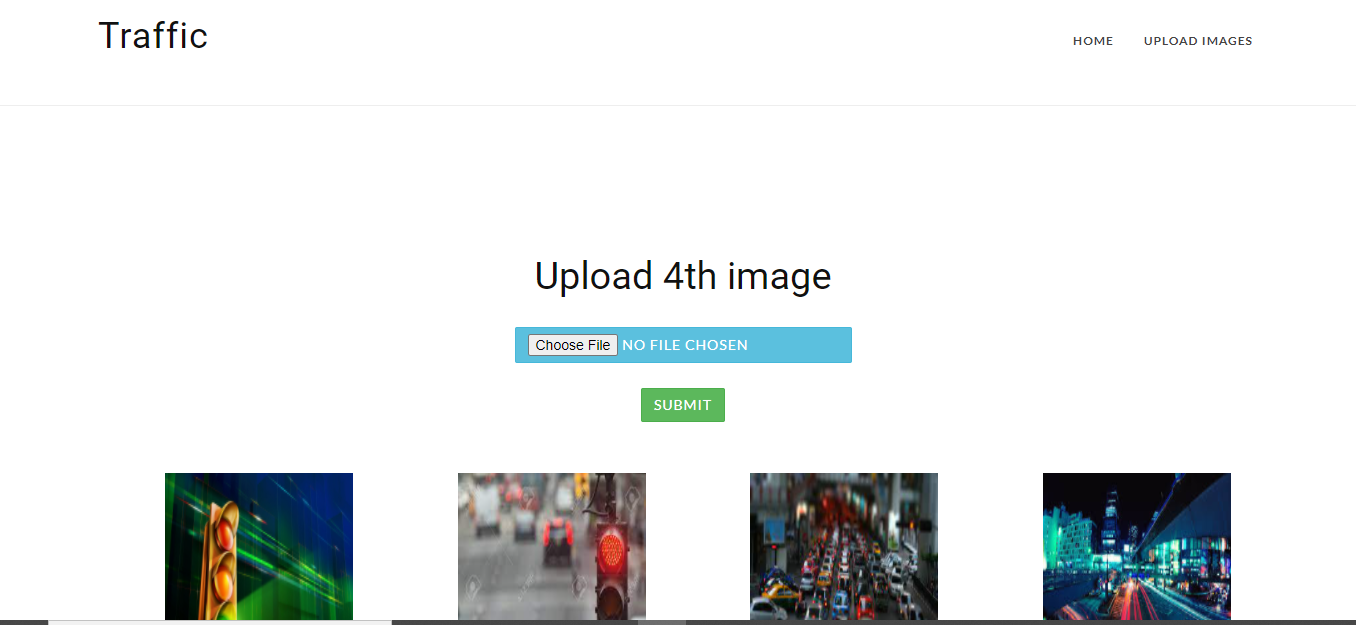 Traffic
HOME UPLOAD IMAGES
Upload 4th image
Choose File NO FILE CHOSEN
SUBMIT